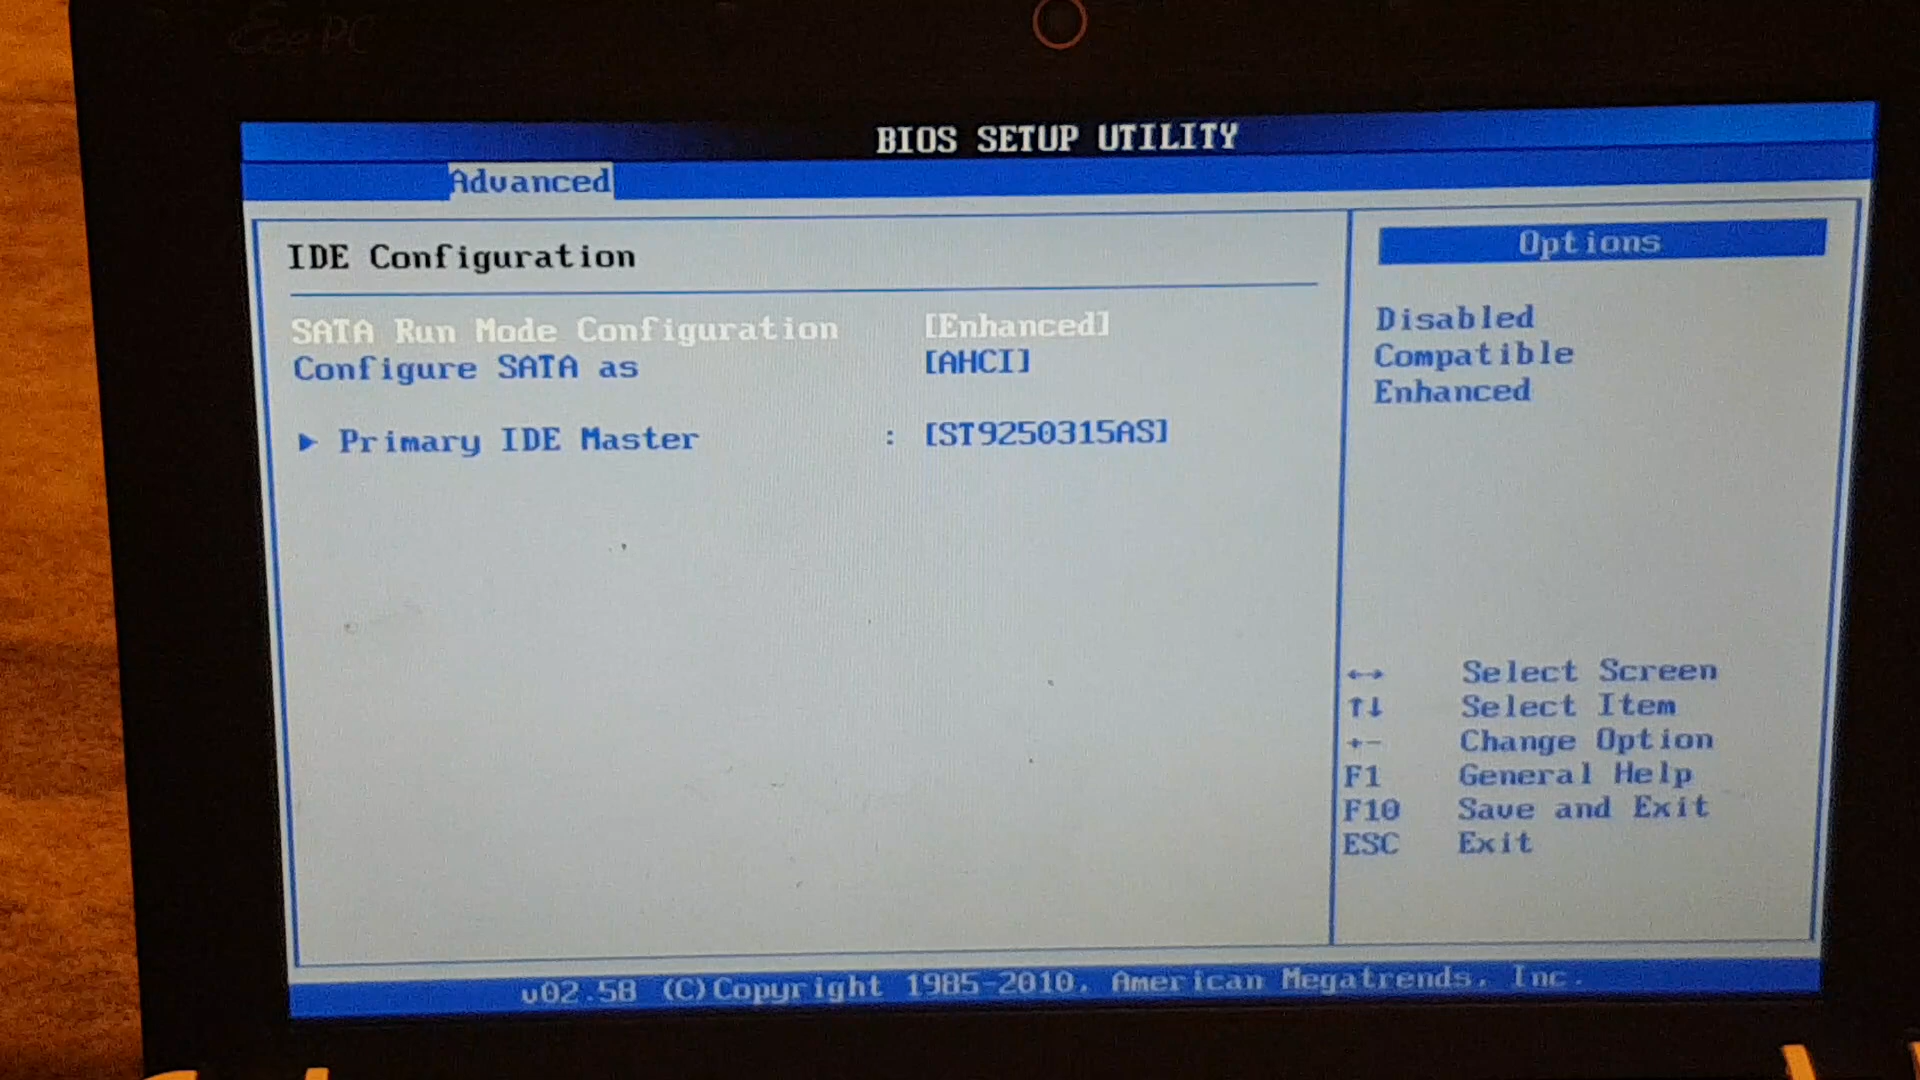 Eee PC
BIOS SETUP UTILITY
Advanced
IDE Configuration
SATA Run Mode Configuration [Enhanced]
Configure SATA as [AHCI]
► Primary IDE Master : [ST9250315AS]
Options
Disabled
Compatible
Enhanced
↔ Select Screen
↑↓ Select Item
+- Change Option
F1 General Help
F10 Save and Exit
ESC Exit
v02.58 (C)Copyright 1985-2010, American Megatrends, Inc.